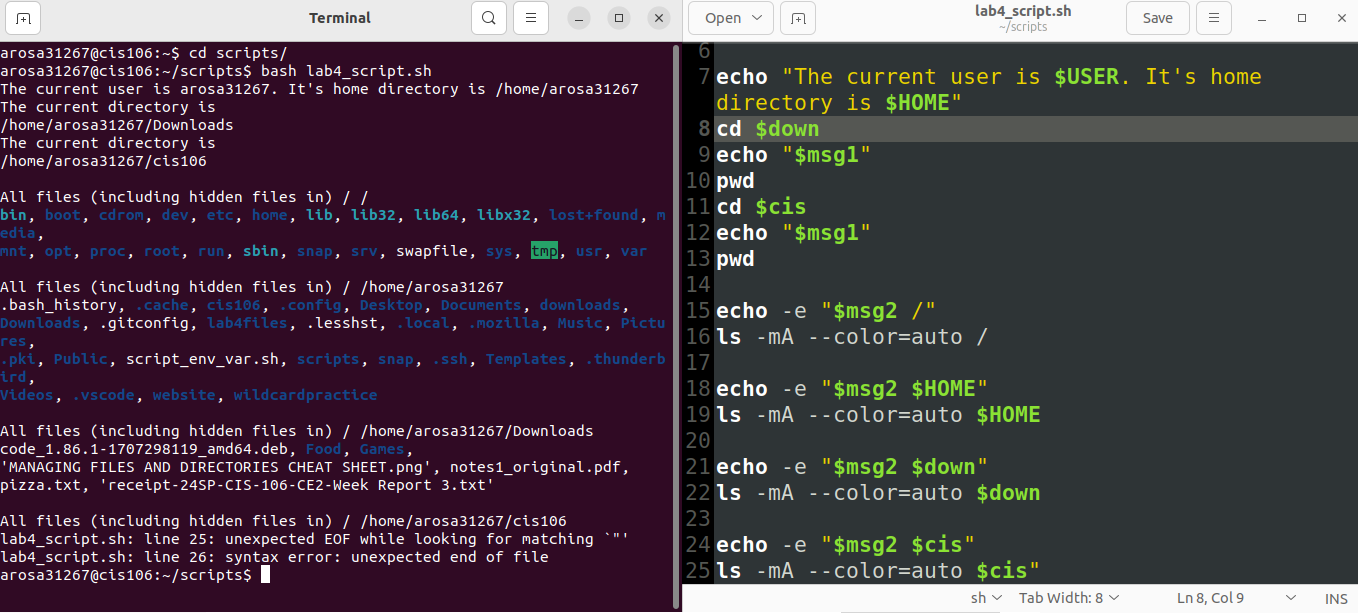 Terminal
arosa31267@cis106:~$ cd scripts/
arosa31267@cis106:~/scripts$ bash lab4_script.sh
The current user is arosa31267. It's home directory is /home/arosa31267
The current directory is
/home/arosa31267/Downloads
The current directory is
/home/arosa31267/cis106
All files (including hidden files in) / /
bin, boot, cdrom, dev, etc, home, lib, lib32, lib64, libx32, lost+found, m
edia,
mnt, opt, proc, root, run, sbin, snap, srv, swapfile, sys, tmp, usr, var
All files (including hidden files in) / /home/arosa31267
.bash_history, .cache, cis106, .config, Desktop, Documents, downloads,
Downloads, .gitconfig, lab4files, .lesshst, .local, .mozilla, Music, Pictu
res,
.pki, Public, script_env_var.sh, scripts, snap, .ssh, Templates, .thunderb
ird,
Videos, .vscode, website, wildcardpractice
All files (including hidden files in) / /home/arosa31267/Downloads
code_1.86.1-1707298119_amd64.deb, Food, Games,
'MANAGING FILES AND DIRECTORIES CHEAT SHEET.png', notes1_original.pdf,
pizza.txt, 'receipt-24SP-CIS-106-CE2-Week Report 3.txt'
All files (including hidden files in) / /home/arosa31267/cis106
lab4_script.sh: line 25: unexpected EOF while looking for matching `"'
lab4_script.sh: line 26: syntax error: unexpected end of file
arosa31267@cis106:~/scripts$
Open
lab4_script.sh
~/scripts
Save
6
7 echo "The current user is $USER. It's home
directory is $HOME"
8 cd $down
9 echo "$msg1"
10 pwd
11 cd $cis
12 echo "$msg1"
13 pwd
14
15 echo -e "$msg2 /"
16 ls -mA --color=auto /
17
18 echo -e "$msg2 $HOME"
19 ls -mA --color=auto $HOME
20
21 echo -e "$msg2 $down"
22 ls -mA --color=auto $down
23
24 echo -e "$msg2 $cis"
25 ls -mA --color=auto $cis"
sh Tab Width: 8 Ln 8, Col 9 INS